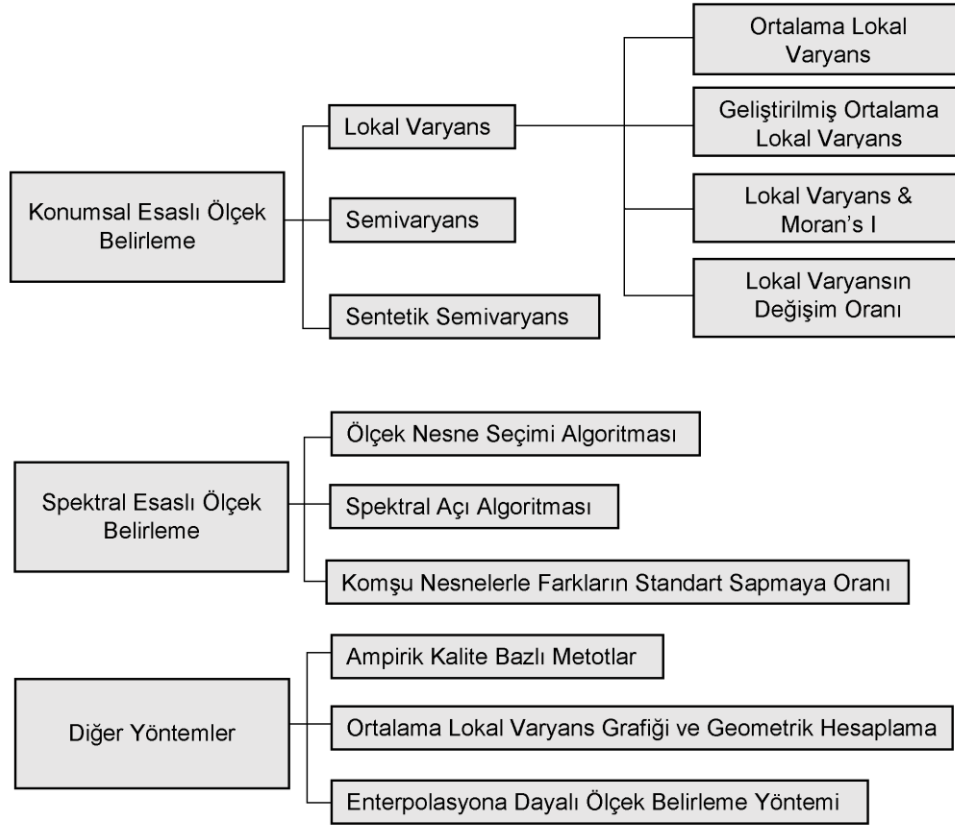 Konumsal Esaslı Ölçek
Belirleme
Lokal Varyans
Semivaryans
Sentetik Semivaryans
Ortalama Lokal
Varyans
Geliştirilmiş Ortalama
Lokal Varyans
Lokal Varyans &
Moran's I
Lokal Varyansın
Değişim Oranı
Spektral Esaslı Ölçek
Belirleme
Ölçek Nesne Seçimi Algoritması
Spektral Açı Algoritması
Komşu Nesnelerle Farkların Standart Sapmaya Oranı
Diğer Yöntemler
Ampirik Kalite Bazlı Metotlar
Ortalama Lokal Varyans Grafiği ve Geometrik Hesaplama
Enterpolasyona Dayalı Ölçek Belirleme Yöntemi